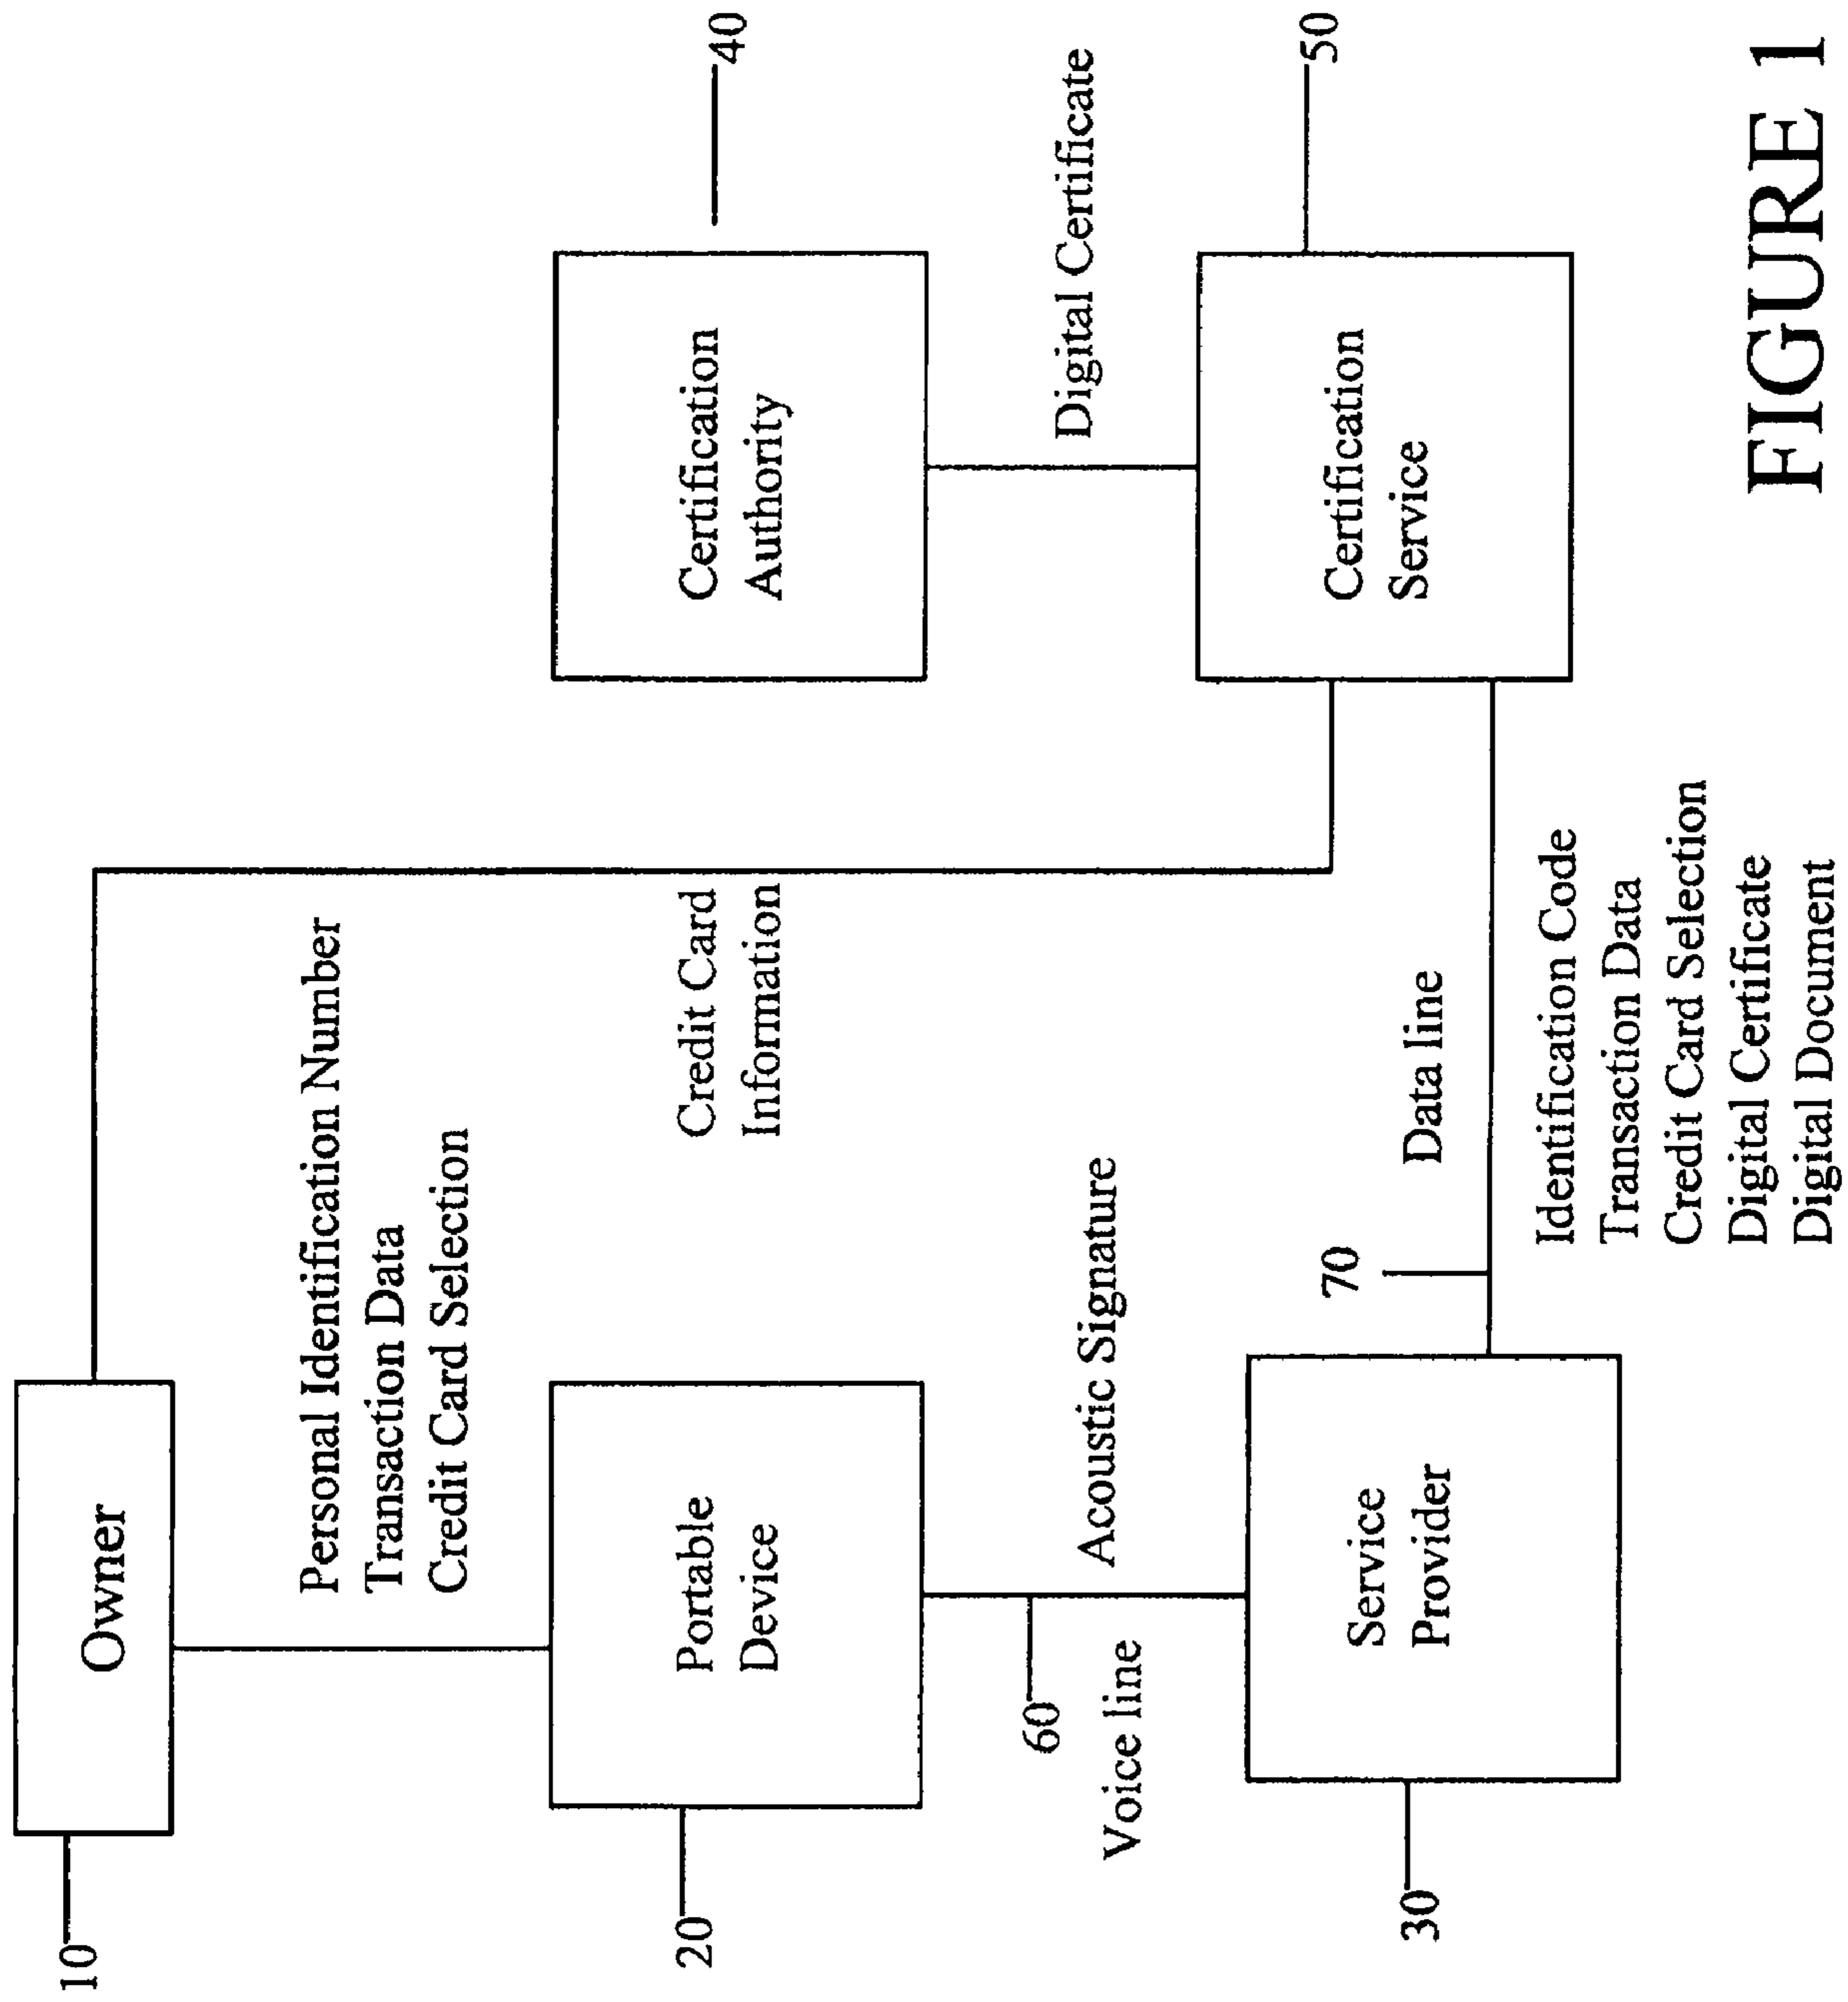 10
Owner
Personal Identification Number
Transaction Data
Credit Card Selection
20
Portable
Device
Credit Card
Information
Certification
Authority
40
60
Voice line
Acoustic Signature
Digital Certificate
30
Service
Provider
70
Data line
Certification
Service
50
Identification Code
Transaction Data
Credit Card Selection
Digital Certificate
Digital Document
FIGURE 1